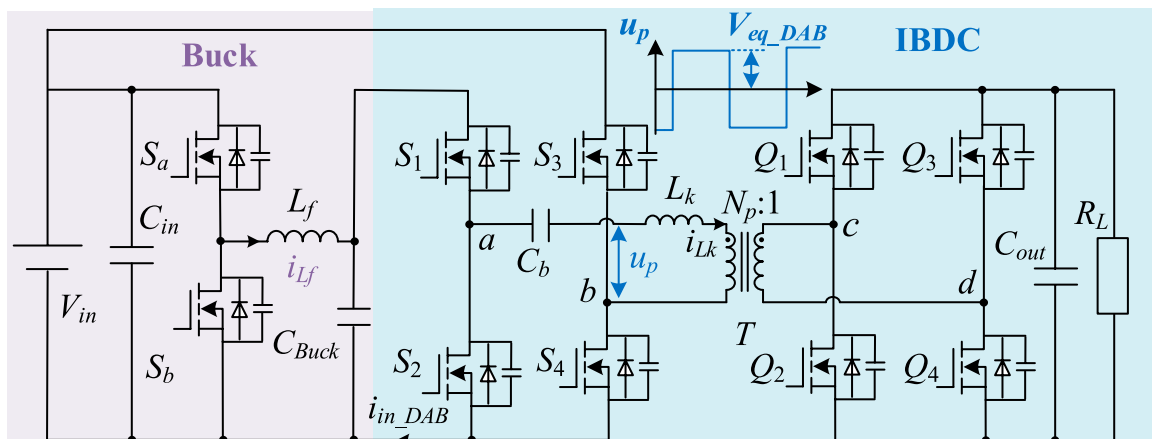 Buck
u_p
V_eq_DAB
IBDC
S_a
S_1
S_3
Q_1
Q_3
C_in
L_f
L_k
N_p:1
R_L
a
C_b
i_Lk
c
C_out
i_Lf
u_p
b
d
V_in
S_b
C_Buck
S_2
S_4
T
Q_2
Q_4
i_in_DAB